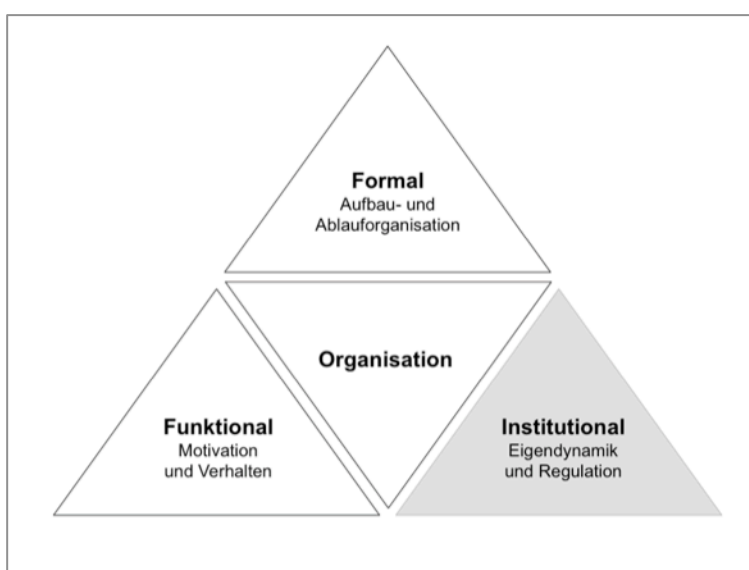 Formal
Aufbau- und
Ablauforganisation
Organisation
Funktional
Motivation
und Verhalten
Institutional
Eigendynamik
und Regulation